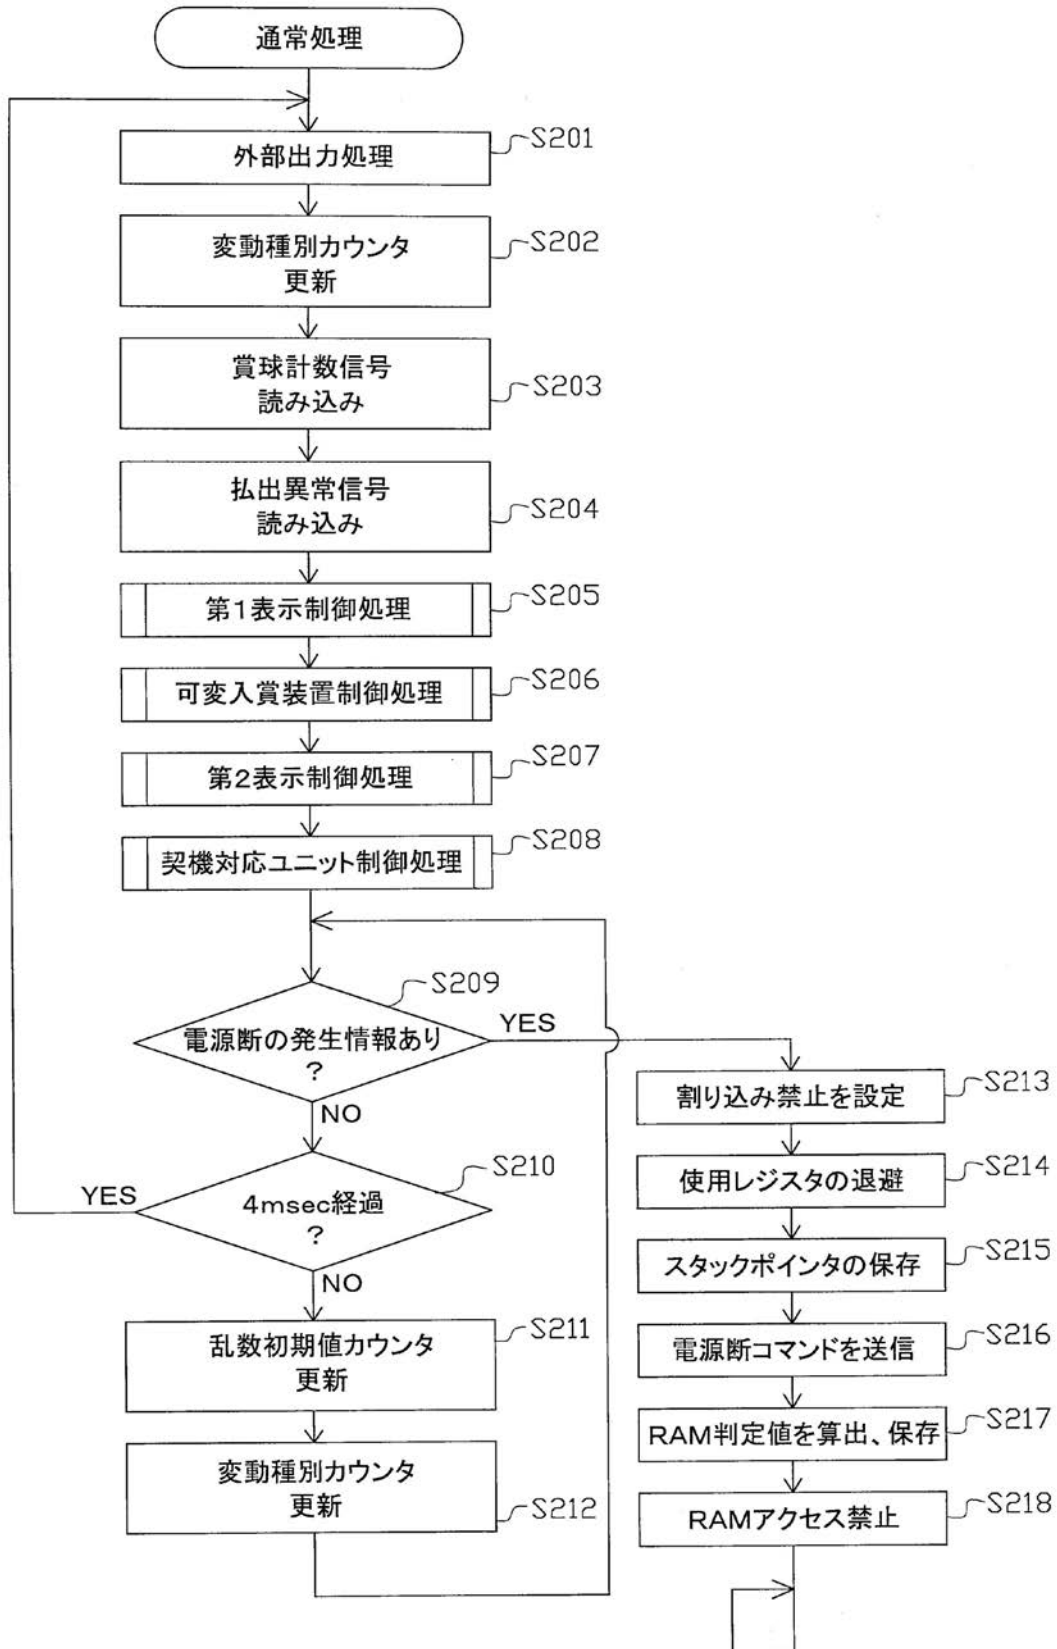 通常処理
外部出力処理
S201
変動種別カウンタ
更新
S202
賞球計数信号
読み込み
S203
払出異常信号
読み込み
S204
第1表示制御処理
S205
可変入賞装置制御処理
S206
第2表示制御処理
S207
契機対応ユニット制御処理
S208
電源断の発生情報あり
?
S209
YES
NO
4msec経過
?
S210
YES
NO
乱数初期値カウンタ
更新
S211
変動種別カウンタ
更新
S212
割り込み禁止を設定
S213
使用レジスタの退避
S214
スタックポインタの保存
S215
電源断コマンドを送信
S216
RAM判定値を算出、保存
S217
RAMアクセス禁止
S218